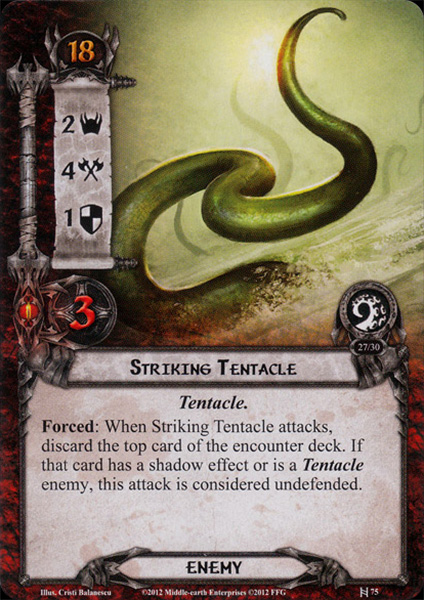 18
2
4
1
3
27/30
STRIKING TENTACLE
Tentacle.
Forced: When Striking Tentacle attacks,
discard the top card of the encounter deck. If
that card has a shadow effect or is a Tentacle
enemy, this attack is considered undefended.
ENEMY
Illus. Cristi Balanescu ©2012 Middle-earth Enterprises ©2012 FFG 75